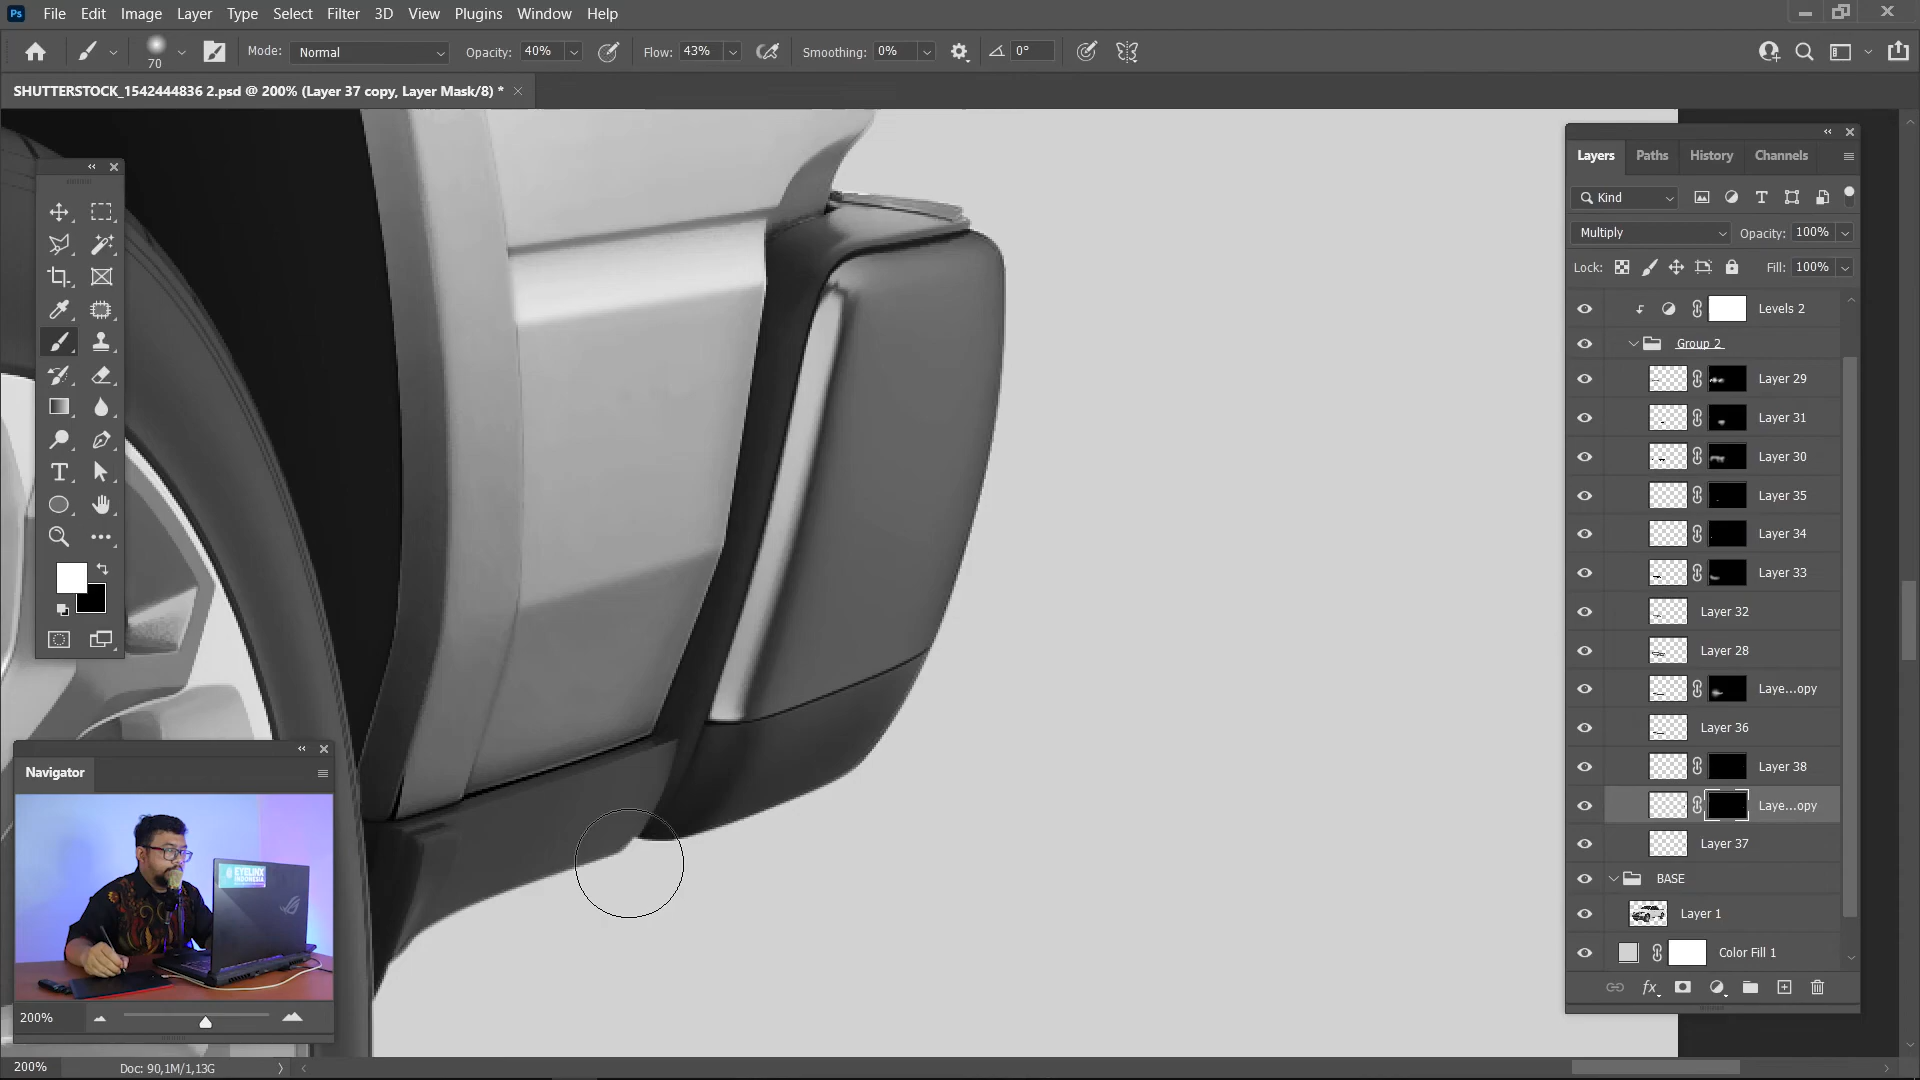 Ps File Edit Image Layer Type Select Filter 3D View Plugins Window Help
70 Mode: Normal Opacity: 40% Flow: 43% Smoothing: 0% 0°
SHUTTERSTOCK_1542444836 2.psd @ 200% (Layer 37 copy, Layer Mask/8) *
Layers Paths History Channels
Kind
Multiply Opacity: 100%
Lock: Fill: 100%
Levels 2
Group 2
Layer 29
Layer 31
Layer 30
Layer 35
Layer 34
Layer 33
Layer 32
Layer 28
Laye...opy
Layer 36
Layer 38
Laye...opy
Layer 37
BASE
Layer 1
Color Fill 1
fx
T
Navigator
EYELINX
INDONESIA
200%
200% Doc: 90,1M/1,13G